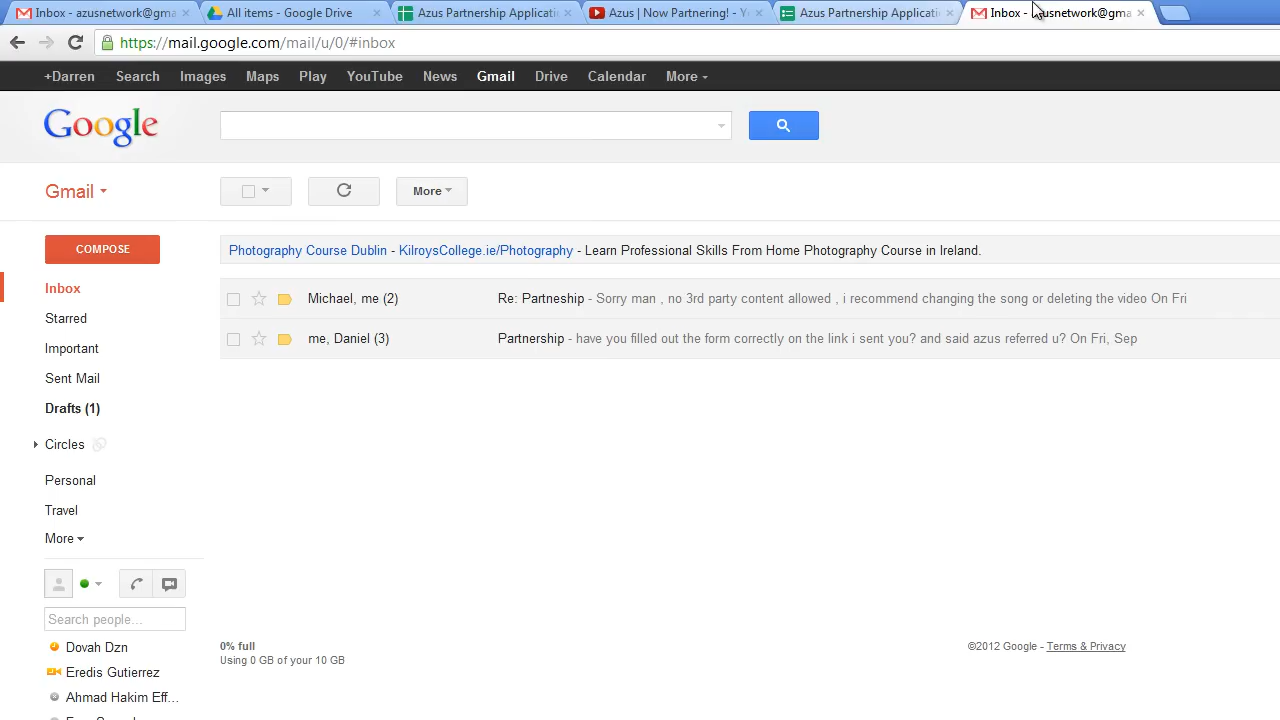 Inbox - azusnetwork@gma
All items - Google Drive
Azus Partnership Applicati
Azus | Now Partnering! - Y
Azus Partnership Applicati
Inbox - azusnetwork@gma
https://mail.google.com/mail/u/0/#inbox
+Darren Search Images Maps Play YouTube News Gmail Drive Calendar More
Google
Gmail
More
COMPOSE
Photography Course Dublin - KilroysCollege.ie/Photography - Learn Professional Skills From Home Photography Course in Ireland.
Inbox
Michael, me (2) Re: Partneship - Sorry man , no 3rd party content allowed , i recommend changing the song or deleting the video On Fri
Starred
me, Daniel (3) Partnership - have you filled out the form correctly on the link i sent you? and said azus referred u? On Fri, Sep
Important
Sent Mail
Drafts (1)
Circles
Personal
Travel
More
Search people...
Dovah Dzn
Eredis Gutierrez
Ahmad Hakim Eff...
0% full
Using 0 GB of your 10 GB
©2012 Google - Terms & Privacy